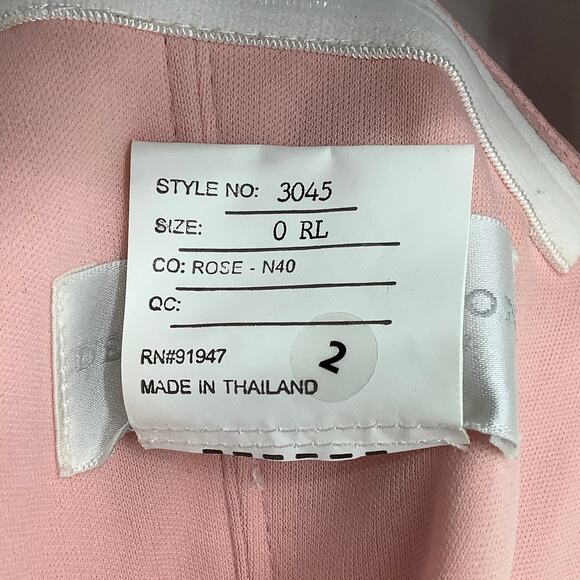 STYLE NO: 3045
SIZE: 0 RL
CO: ROSE - N40
QC:
RN#91947
2
MADE IN THAILAND